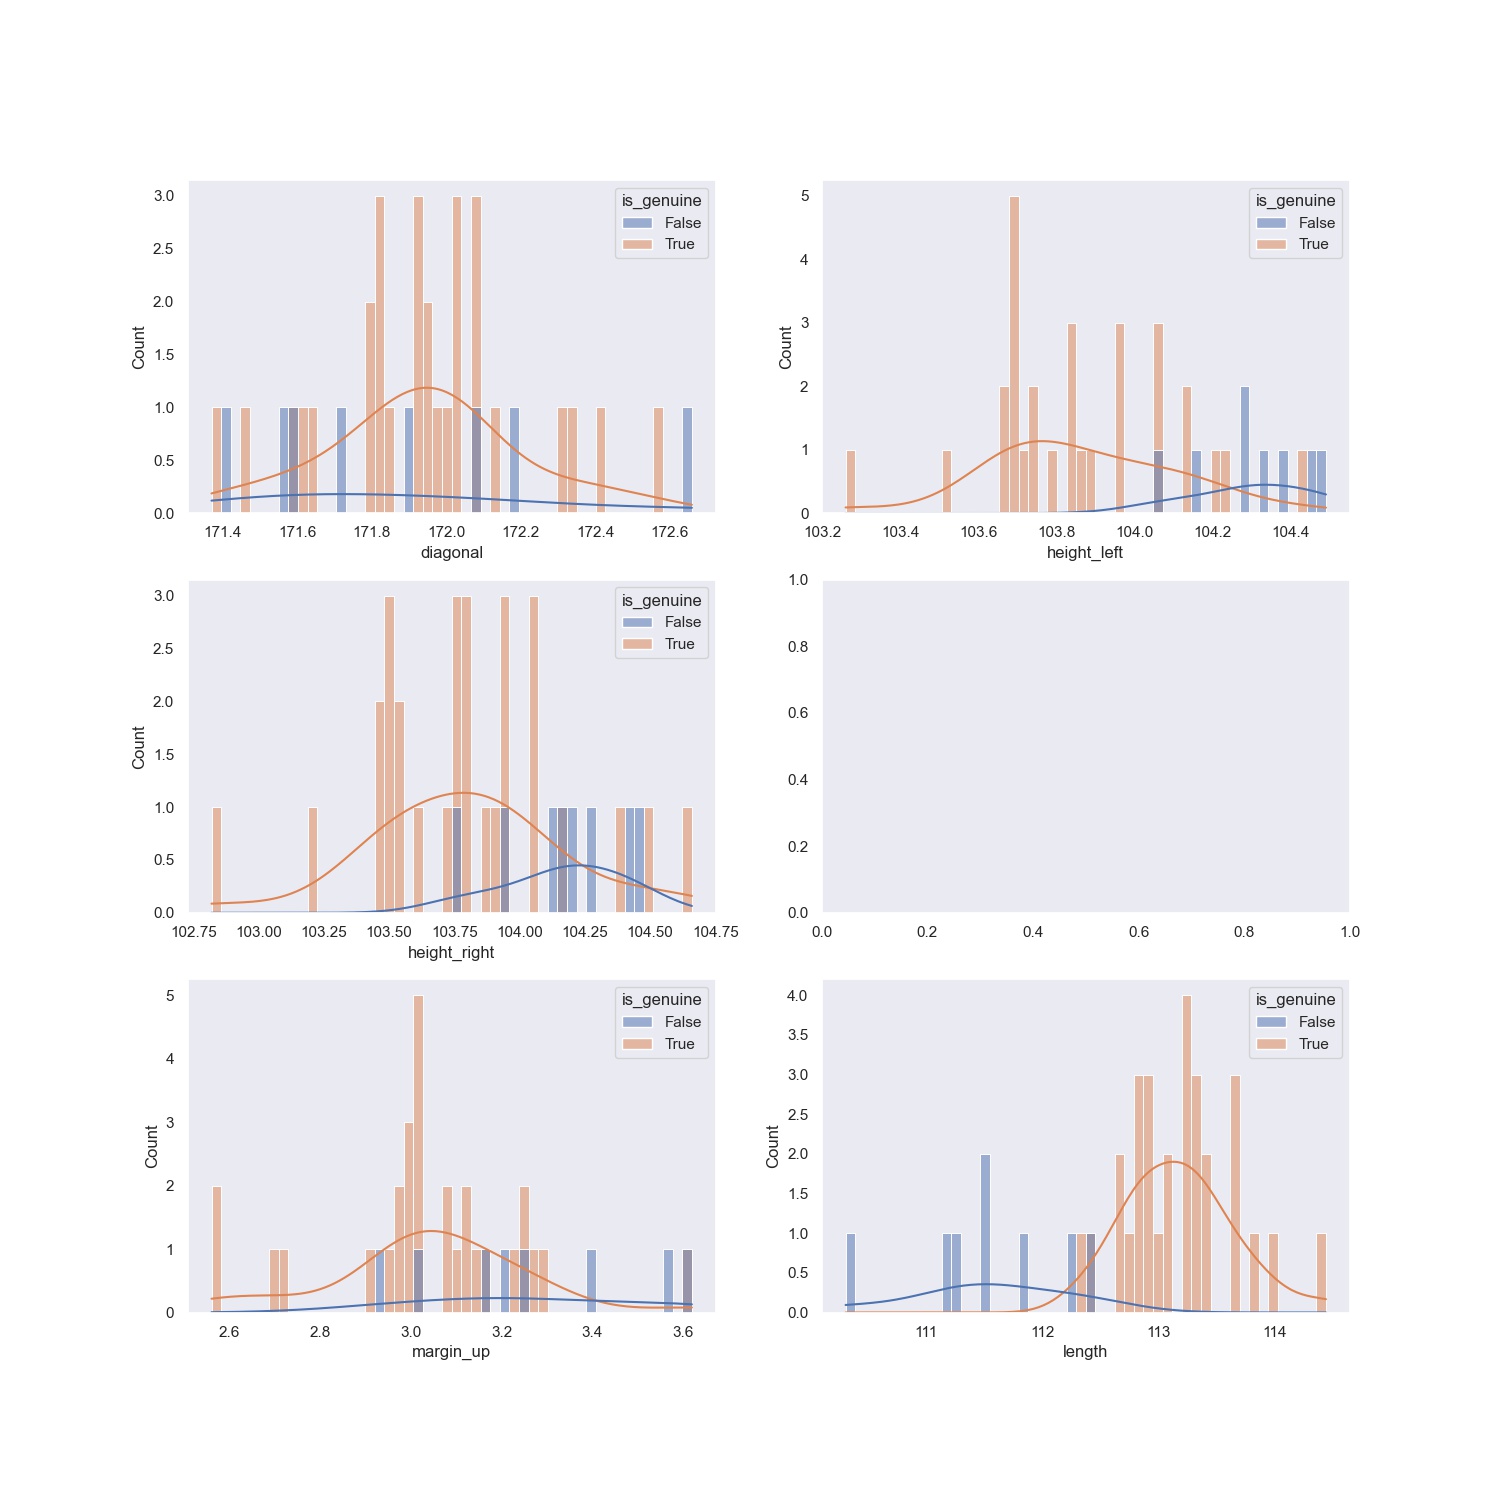 3.0
2.5
2.0
1.5
1.0
0.5
0.0
Count
is_genuine
False
True
171.4 171.6 171.8 172.0 172.2 172.4 172.6
diagonal
5
4
3
2
1
0
Count
is_genuine
False
True
103.2 103.4 103.6 103.8 104.0 104.2 104.4
height_left
3.0
2.5
2.0
1.5
1.0
0.5
0.0
Count
is_genuine
False
True
102.75 103.00 103.25 103.50 103.75 104.00 104.25 104.50 104.75
height_right
1.0
0.8
0.6
0.4
0.2
0.0
0.0 0.2 0.4 0.6 0.8 1.0
5
4
3
2
1
0
Count
is_genuine
False
True
2.6 2.8 3.0 3.2 3.4 3.6
margin_up
4.0
3.5
3.0
2.5
2.0
1.5
1.0
0.5
0.0
Count
is_genuine
False
True
111 112 113 114
length